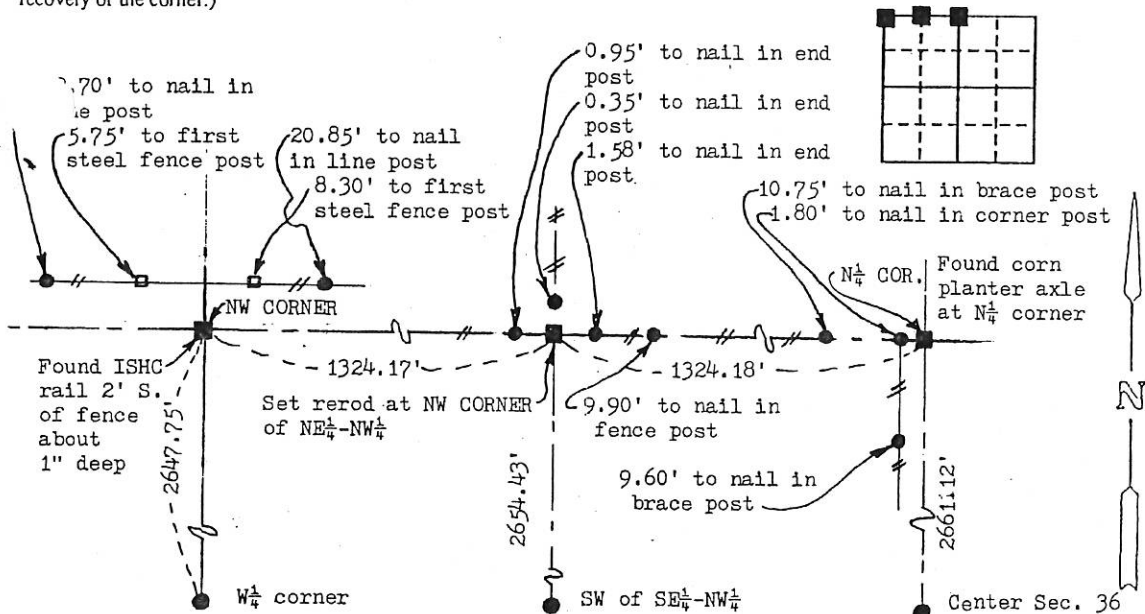 recovery of the corner.)
.70' to nail in
post
5.75' to first
steel fence post
20.85' to nail
in line post
8.30' to first
steel fence post
0.95' to nail in end
post
0.35' to nail in end
post
1.58' to nail in end
post
10.75' to nail in brace post
1.80' to nail in corner post
NW CORNER
N¼ COR.
Found corn
planter axle
at N¼ corner
Found ISHC
rail 2' S.
of fence
about
1" deep
1324.17'
1324.18'
Set rerod at NW CORNER
of NE¼-NW¼
9.90' to nail in
fence post
9.60' to nail in
brace post
2647.75'
2654.43'
2661.12'
N
W¼ corner
SW of SE¼-NW¼
Center Sec. 36